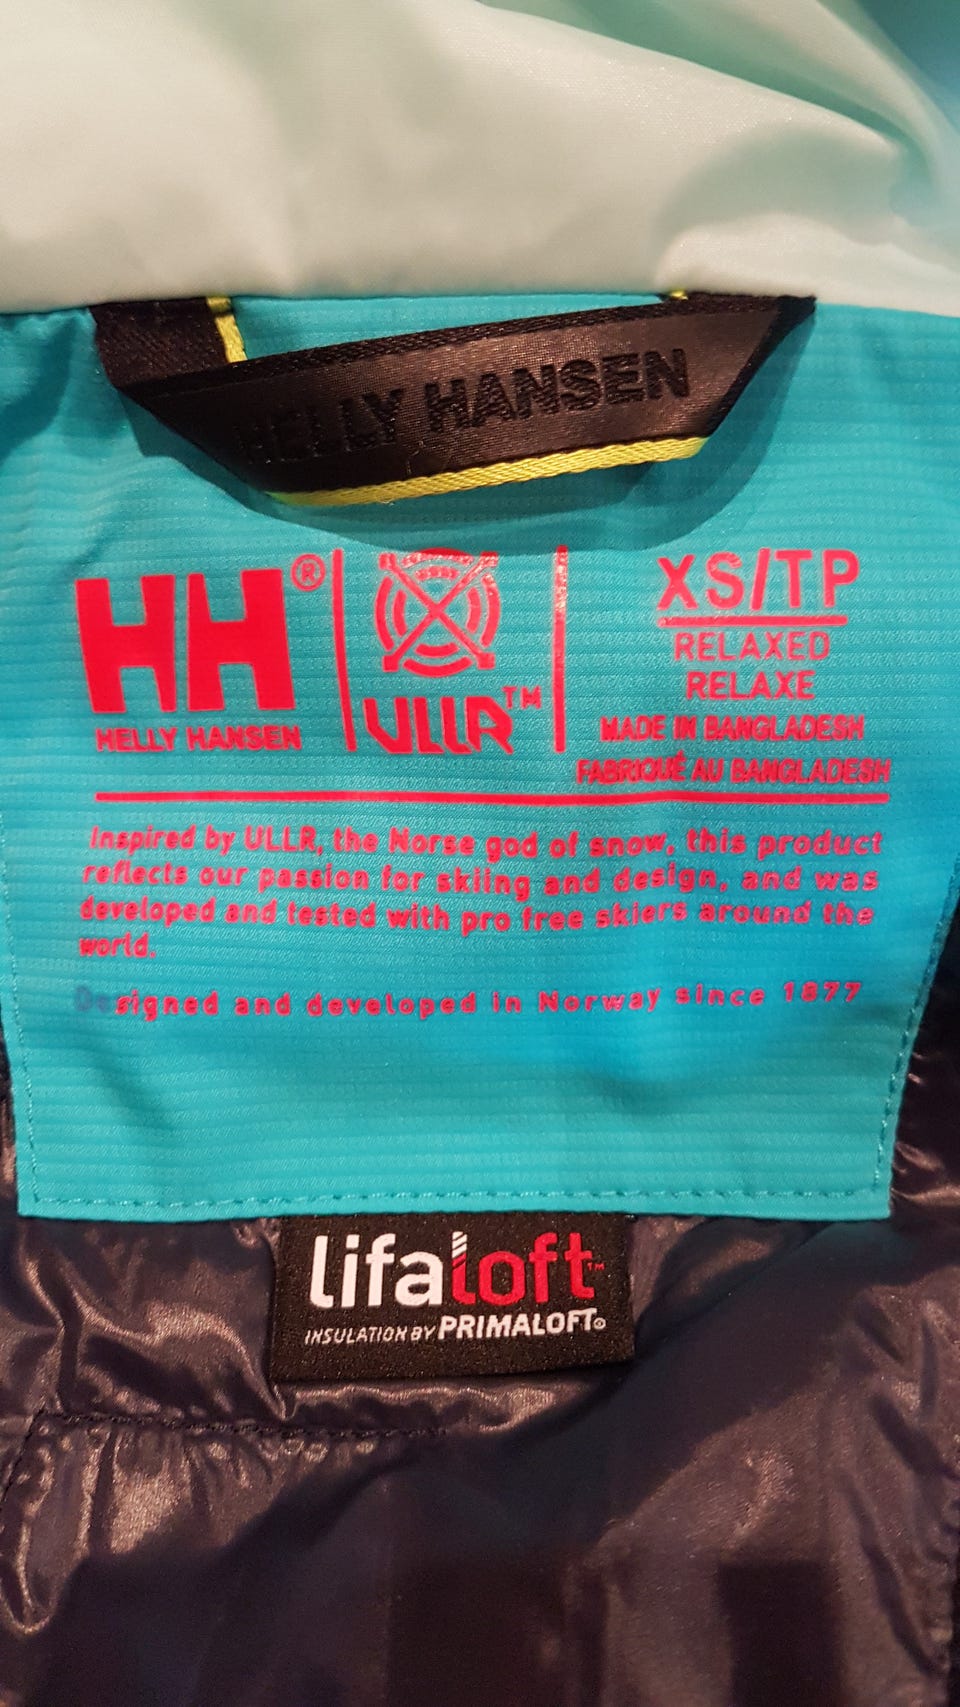 HELLY HANSEN
HH®
HELLY HANSEN
ULLR™
XS/TP
RELAXED
RELAXE
MADE IN BANGLADESH
FABRIQUÉ AU BANGLADESH
Inspired by ULLR, the Norse god of snow, this product
reflects our passion for skiing and design, and was
developed and tested with pro free skiers around the
world.
Designed and developed in Norway since 1877
lifaloft™
INSULATION BY PRIMALOFT®